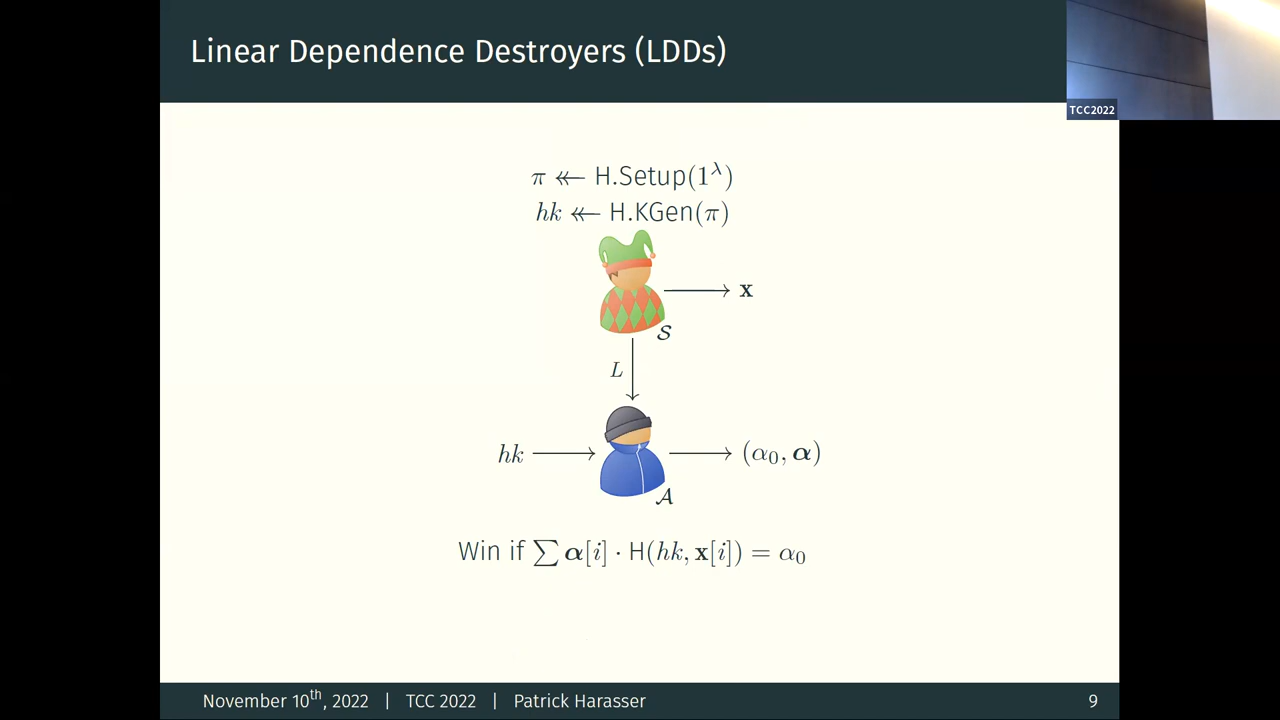 Linear Dependence Destroyers (LDDs)
TCC2022
π ↞ H.Setup(1^λ)
hk ↞ H.KGen(π)
x
𝒮
L
hk
(α₀, α)
𝒜
Win if ∑ α[i] · H(hk, x[i]) = α₀
November 10th, 2022 | TCC 2022 | Patrick Harasser
9